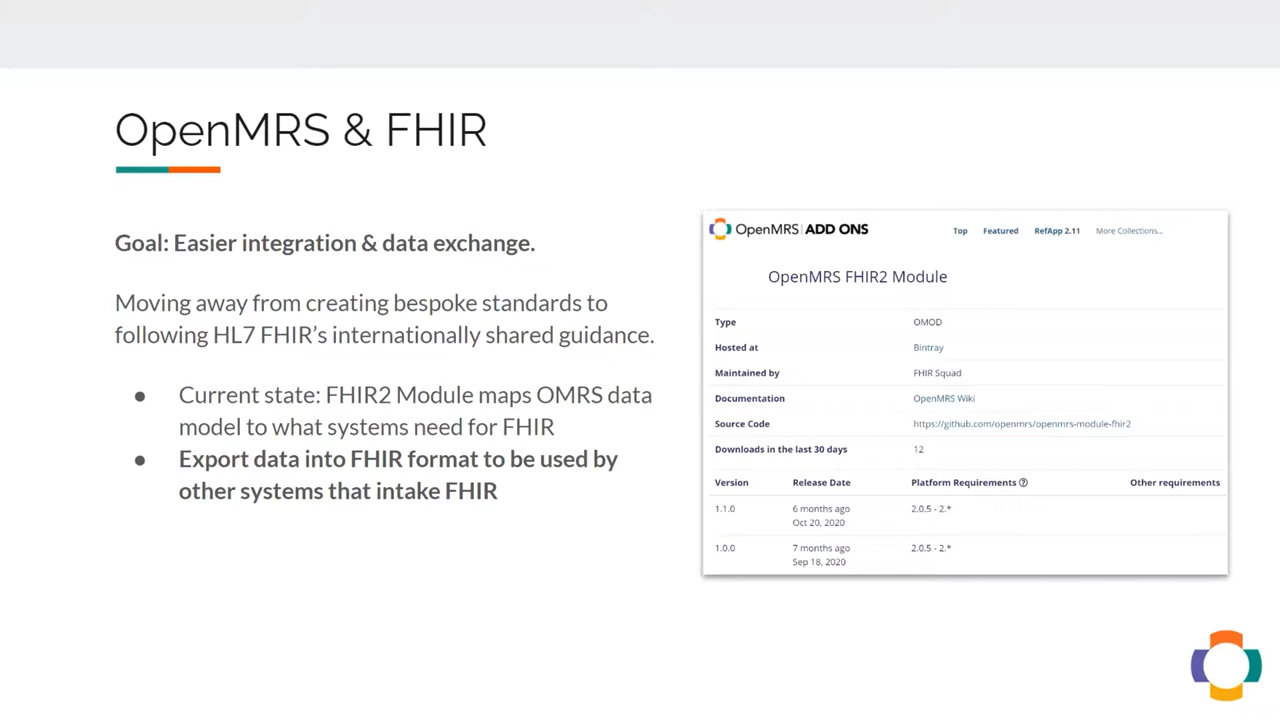 OpenMRS & FHIR
Goal: Easier integration & data exchange.
Moving away from creating bespoke standards to
following HL7 FHIR’s internationally shared guidance.
● Current state: FHIR2 Module maps OMRS data
model to what systems need for FHIR
● Export data into FHIR format to be used by
other systems that intake FHIR
OpenMRS | ADD ONS Top Featured RefApp 2.11 More Collections...
OpenMRS FHIR2 Module
Type OMOD
Hosted at Bintray
Maintained by FHIR Squad
Documentation OpenMRS Wiki
Source Code https://github.com/openmrs/openmrs-module-fhir2
Downloads in the last 30 days 12
Version Release Date Platform Requirements ? Other requirements
1.1.0 6 months ago 2.0.5 - 2.*
Oct 20, 2020
1.0.0 7 months ago 2.0.5 - 2.*
Sep 18, 2020